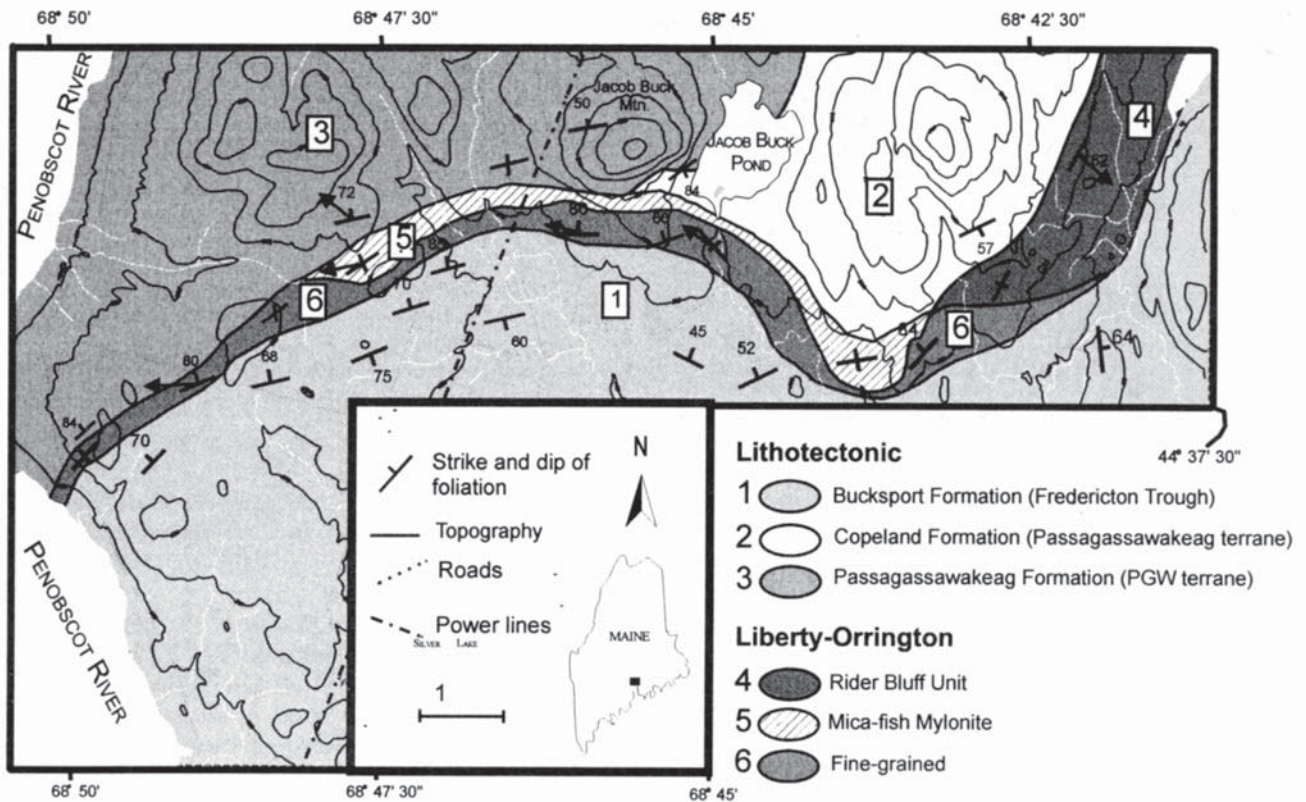 68° 50'
68° 47' 30"
68° 45'
68° 42' 30"
PENOBSCOT RIVER
Jacob Buck
Mtn.
50
JACOB BUCK
POND
3
4
2
62
72
84
57
5
85
86
6
70
1
60
45
52
84
6
64
80
68
75
84
70
44° 37' 30"
PENOBSCOT RIVER
Strike and dip of
foliation
Topography
Roads
Power lines
SILVER LAKE
N
MAINE
1
Lithotectonic
1 Bucksport Formation (Fredericton Trough)
2 Copeland Formation (Passagassawakeag terrane)
3 Passagassawakeag Formation (PGW terrane)
Liberty-Orrington
4 Rider Bluff Unit
5 Mica-fish Mylonite
6 Fine-grained
68° 50'
68° 47' 30"
68° 45'